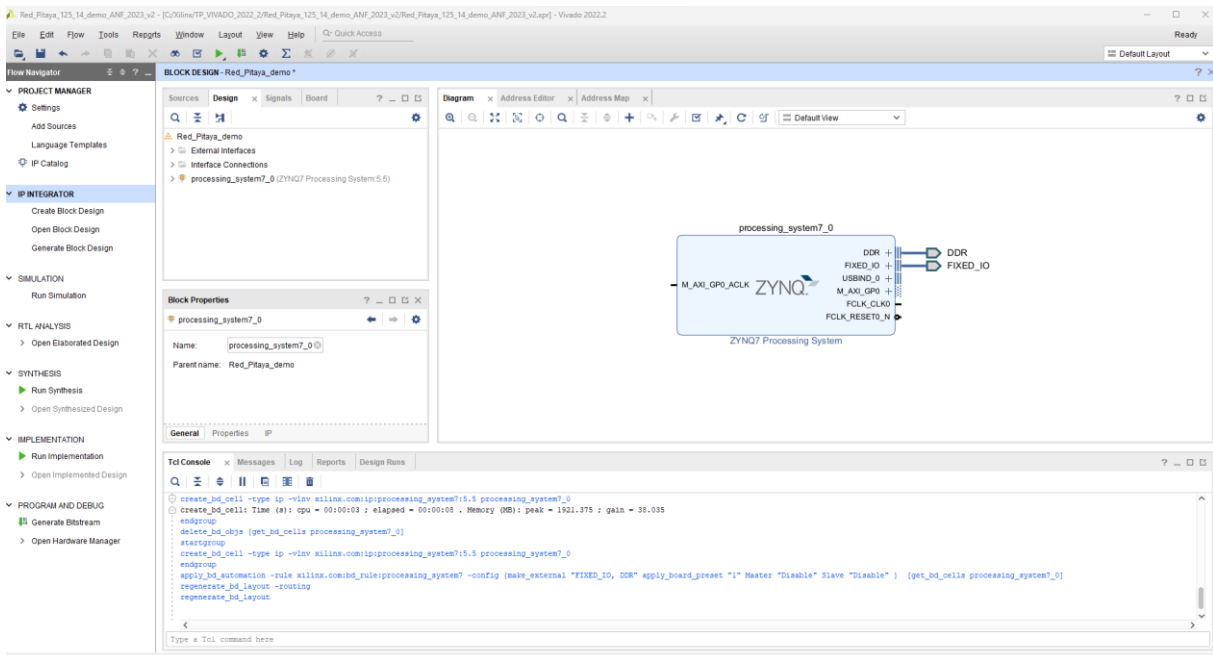 Red_Pitaya_125_14_demo_ANF_2023_v2 - [C:/Xilinx/TP_VIVADO_2022_2/Red_Pitaya_125_14_demo_ANF_2023_v2/Red_Pitaya_125_14_demo_ANF_2023_v2.xpr] - Vivado 2022.2
File Edit Flow Tools Reports Window Layout View Help Q- Quick Access
Ready
Default Layout
Flow Navigator
PROJECT MANAGER
Settings
Add Sources
Language Templates
IP Catalog
IP INTEGRATOR
Create Block Design
Open Block Design
Generate Block Design
SIMULATION
Run Simulation
RTL ANALYSIS
Open Elaborated Design
SYNTHESIS
Run Synthesis
Open Synthesized Design
IMPLEMENTATION
Run Implementation
Open Implemented Design
PROGRAM AND DEBUG
Generate Bitstream
Open Hardware Manager
BLOCK DESIGN - Red_Pitaya_demo *
Sources Design Signals Board
Red_Pitaya_demo
External Interfaces
Interface Connections
processing_system7_0 (ZYNQ7 Processing System:5.5)
Block Properties
processing_system7_0
Name: processing_system7_0
Parent name: Red_Pitaya_demo
General Properties IP
Diagram Address Editor Address Map
Default View
processing_system7_0
DDR
FIXED_IO
USBIND_0
M_AXI_GP0_ACLK
ZYNQ
M_AXI_GP0
FCLK_CLK0
FCLK_RESET0_N
DDR
FIXED_IO
ZYNQ7 Processing System
Tcl Console Messages Log Reports Design Runs
create_bd_cell -type ip -vlnv xilinx.com:ip:processing_system7:5.5 processing_system7_0
create_bd_cell: Time (s): cpu = 00:00:03 ; elapsed = 00:00:08 . Memory (MB): peak = 1921.375 ; gain = 38.035
endgroup
delete_bd_objs [get_bd_cells processing_system7_0]
startgroup
create_bd_cell -type ip -vlnv xilinx.com:ip:processing_system7:5.5 processing_system7_0
endgroup
apply_bd_automation -rule xilinx.com:bd_rule:processing_system7 -config {make_external "FIXED_IO, DDR" apply_board_preset "1" Master "Disable" Slave "Disable" } [get_bd_cells processing_system7_0]
regenerate_bd_layout -routing
regenerate_bd_layout
Type a Tcl command here